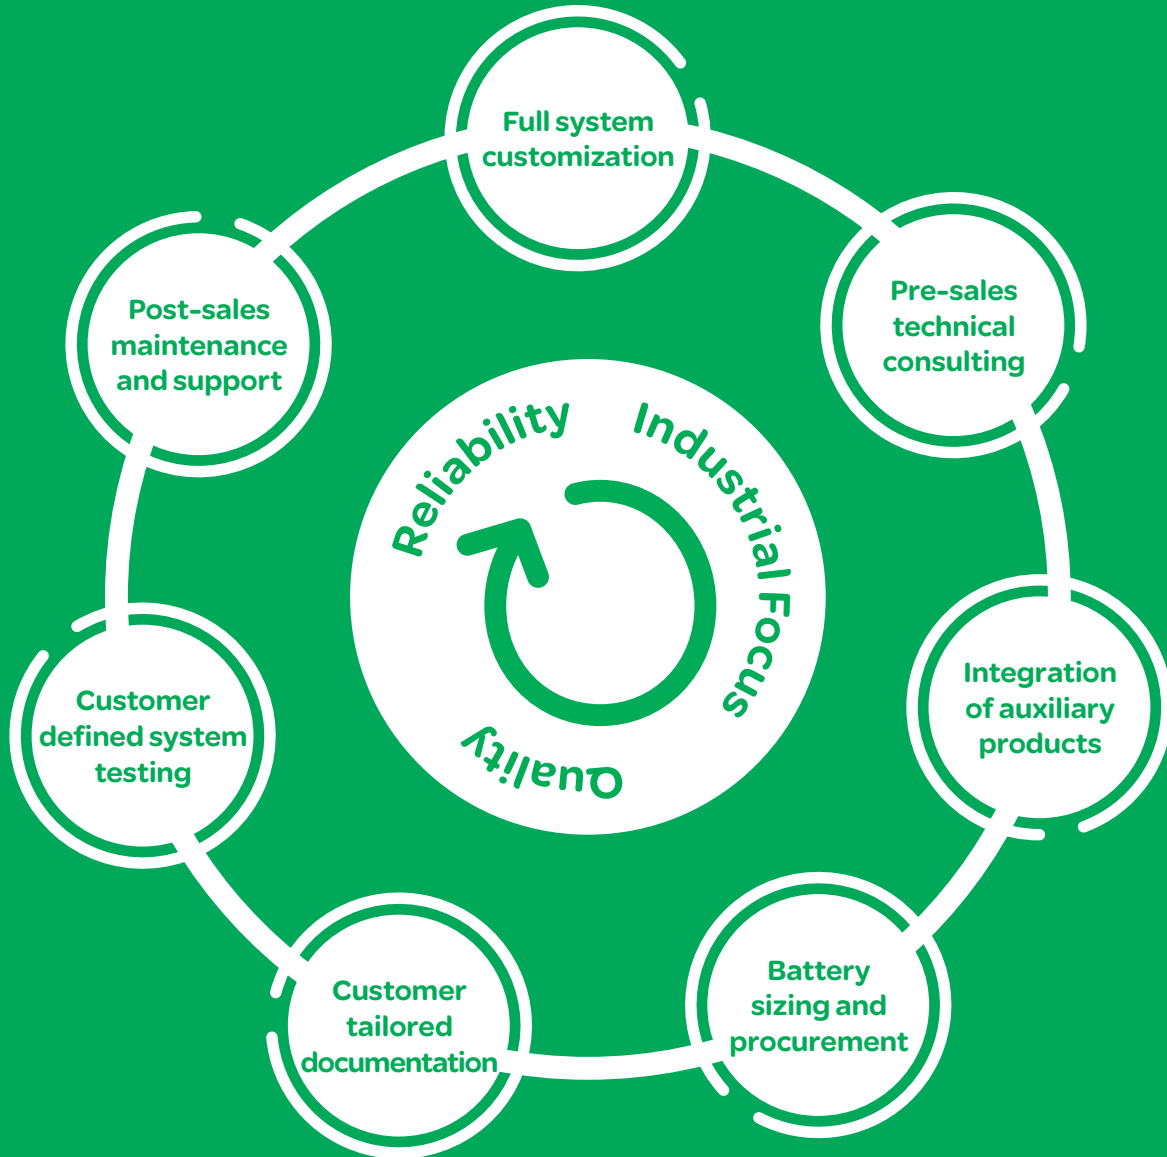 Full system
customization
Pre-sales
technical
consulting
Integration
of auxiliary
products
Battery
sizing and
procurement
Customer
tailored
documentation
Customer
defined system
testing
Post-sales
maintenance
and support
Reliability
Industrial Focus
Quality